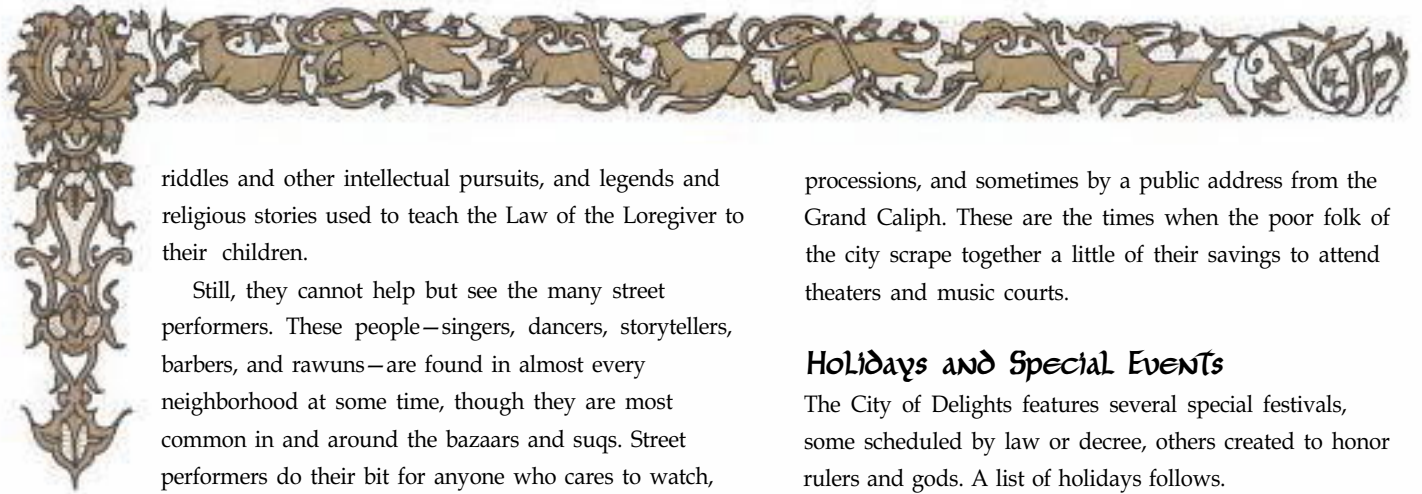 riddles and other intellectual pursuits, and legends and
religious stories used to teach the Law of the Loregiver to
their children.
Still, they cannot help but see the many street
performers. These people—singers, dancers, storytellers,
barbers, and rawuns—are found in almost every
neighborhood at some time, though they are most
common in and around the bazaars and suqs. Street
performers do their bit for anyone who cares to watch,
processions, and sometimes by a public address from the
Grand Caliph. These are the times when the poor folk of
the city scrape together a little of their savings to attend
theaters and music courts.
Holidays and Special Events
The City of Delights features several special festivals,
some scheduled by law or decree, others created to honor
rulers and gods. A list of holidays follows.